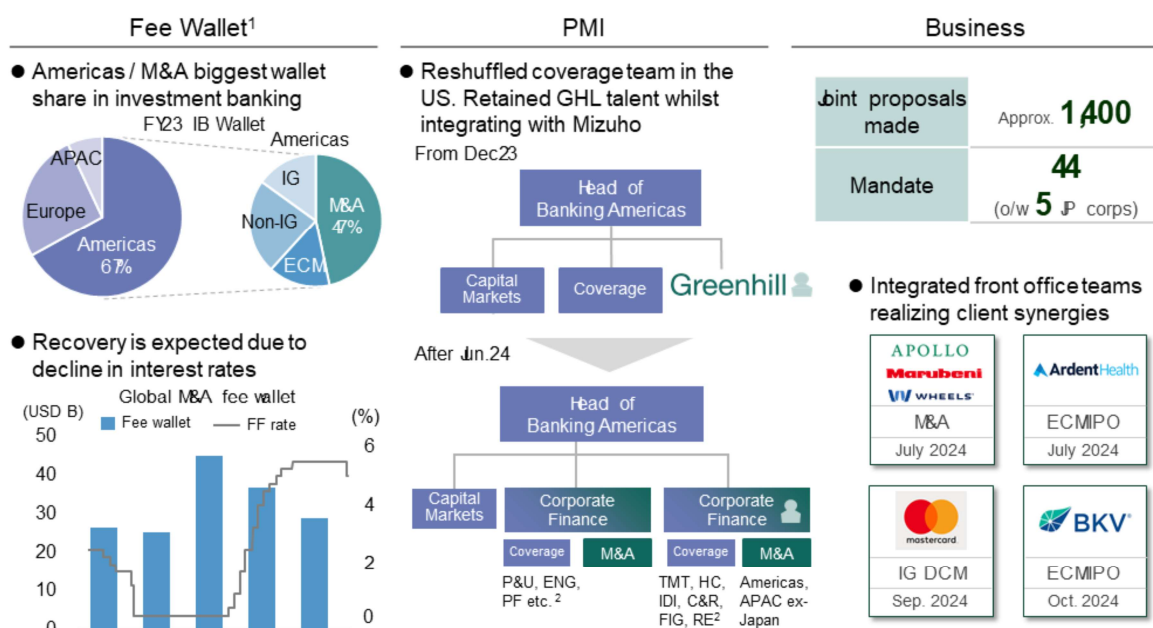 Fee Wallet1
● Americas / M&A biggest wallet
share in investment banking
FY23 IB Wallet
Americas
APAC
Europe
Americas
67%
IG
Non-IG
ECM
M&A
47%
● Recovery is expected due to
decline in interest rates
Global M&A fee wallet
(USD B)
Fee wallet
FF rate
(%)
50
40
30
20
10
0
6
4
2
0
PMI
● Reshuffled coverage team in the
US. Retained GHL talent whilst
integrating with Mizuho
From Dec23
Head of
Banking Americas
Capital
Markets
Coverage
Greenhill
After Jun.24
Head of
Banking Americas
Capital
Markets
Corporate
Finance
Corporate
Finance
Coverage
M&A
Coverage
M&A
P&U, ENG,
PF etc. 2
TMT, HC,
IDI, C&R,
FIG, RE2
Americas,
APAC ex-
Japan
Business
Joint proposals
made
Approx. 1,400
Mandate
44
(o/w 5 JP corps)
● Integrated front office teams
realizing client synergies
APOLLO
Marubeni
WHEELS
M&A
July 2024
ArdentHealth
ECMIPO
July 2024
mastercard
IG DCM
Sep. 2024
BKV
ECMIPO
Oct. 2024